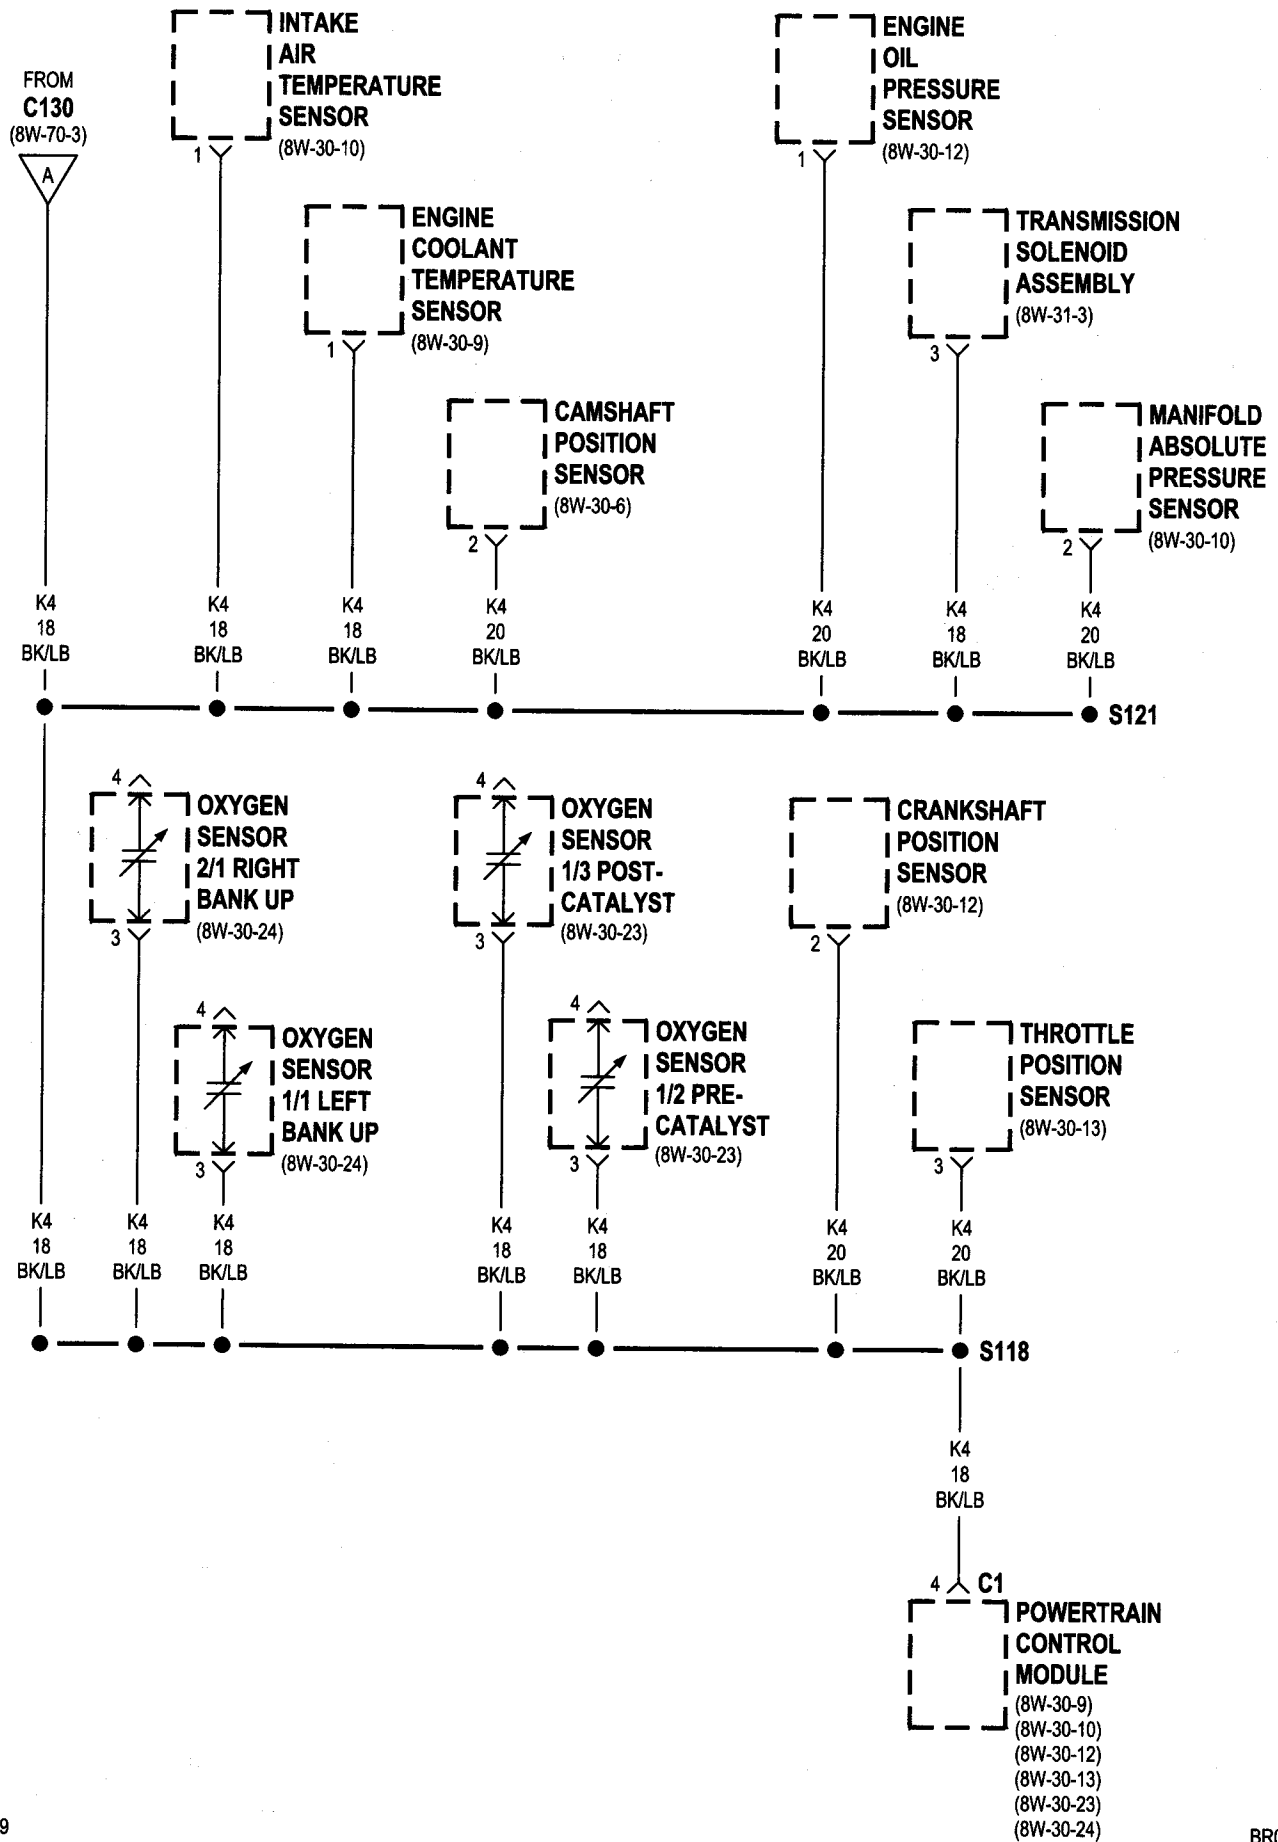 FROM
C130
(8W-70-3)
A
INTAKE
AIR
TEMPERATURE
SENSOR
(8W-30-10)
1
ENGINE
COOLANT
TEMPERATURE
SENSOR
(8W-30-9)
1
CAMSHAFT
POSITION
SENSOR
(8W-30-6)
2
ENGINE
OIL
PRESSURE
SENSOR
(8W-30-12)
1
TRANSMISSION
SOLENOID
ASSEMBLY
(8W-31-3)
3
MANIFOLD
ABSOLUTE
PRESSURE
SENSOR
(8W-30-10)
2
K4
18
BK/LB
K4
18
BK/LB
K4
18
BK/LB
K4
20
BK/LB
K4
20
BK/LB
K4
18
BK/LB
K4
20
BK/LB
S121
4
OXYGEN
SENSOR
2/1 RIGHT
BANK UP
(8W-30-24)
3
4
OXYGEN
SENSOR
1/1 LEFT
BANK UP
(8W-30-24)
3
4
OXYGEN
SENSOR
1/3 POST-
CATALYST
(8W-30-23)
3
4
OXYGEN
SENSOR
1/2 PRE-
CATALYST
(8W-30-23)
3
CRANKSHAFT
POSITION
SENSOR
(8W-30-12)
2
THROTTLE
POSITION
SENSOR
(8W-30-13)
3
K4
18
BK/LB
K4
18
BK/LB
K4
18
BK/LB
K4
18
BK/LB
K4
18
BK/LB
K4
20
BK/LB
K4
20
BK/LB
S118
K4
18
BK/LB
4 C1
POWERTRAIN
CONTROL
MODULE
(8W-30-9)
(8W-30-10)
(8W-30-12)
(8W-30-13)
(8W-30-23)
(8W-30-24)
9